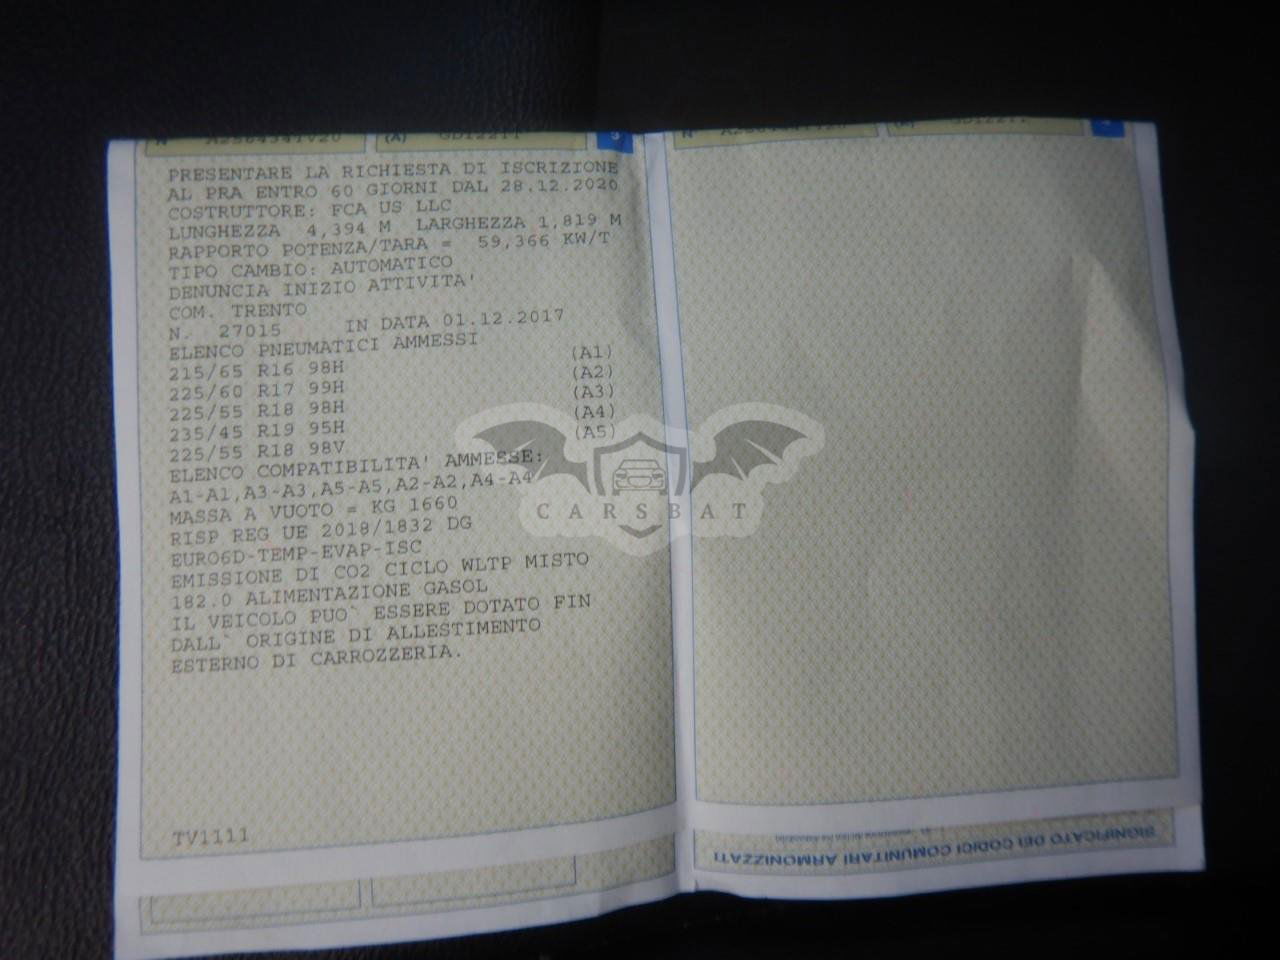 (A)
PRESENTARE LA RICHIESTA DI ISCRIZIONE
AL PRA ENTRO 60 GIORNI DAL 28.12.2020
COSTRUTTORE: FCA US LLC
LUNGHEZZA 4,394 M LARGHEZZA 1,819 M
RAPPORTO POTENZA/TARA = 59,366 KW/T
TIPO CAMBIO: AUTOMATICO
DENUNCIA INIZIO ATTIVITA'
COM. TRENTO
N. 27015 IN DATA 01.12.2017
ELENCO PNEUMATICI AMMESSI
215/65 R16 98H (A1)
225/60 R17 99H (A2)
225/55 R18 98H (A3)
235/45 R19 95H (A4)
225/55 R18 98V (A5)
ELENCO COMPATIBILITA' AMMESSE:
A1-A1,A3-A3,A5-A5,A2-A2,A4-A4
MASSA A VUOTO = KG 1660
RISP REG UE 2018/1832 DG
EURO6D-TEMP-EVAP-ISC
EMISSIONE DI CO2 CICLO WLTP MISTO
182.0 ALIMENTAZIONE GASOL
IL VEICOLO PUO` ESSERE DOTATO FIN
DALL` ORIGINE DI ALLESTIMENTO
ESTERNO DI CARROZZERIA.
TV1111
CARSBAT
SIGNIFICATO DEI CODICI COMUNITARI ARMONIZZATI